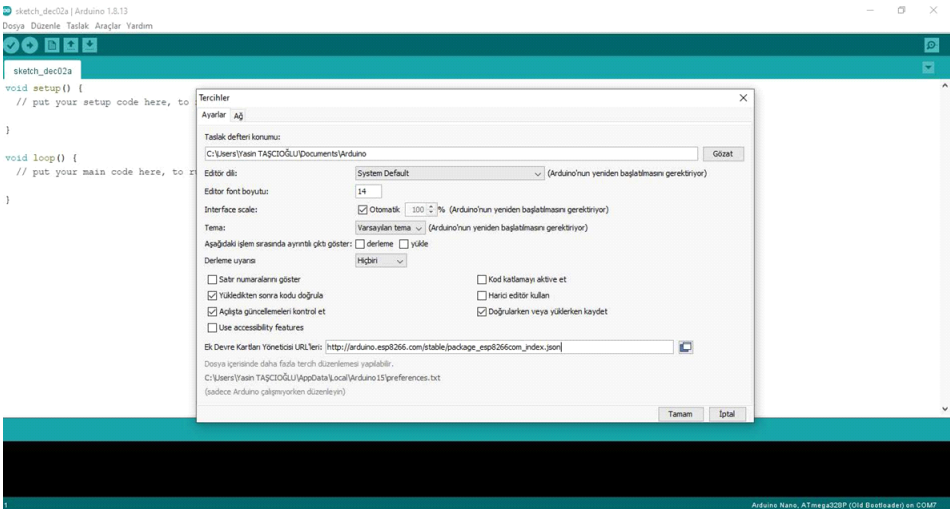 sketch_dec02a | Arduino 1.8.13
Dosya Düzenle Taslak Araçlar Yardım
sketch_dec02a
void setup() {
// put your setup code here, to
}
void loop() {
// put your main code here, to r
}
Tercihler
Ayarlar Ağ
Taslak defteri konumu:
C:\Users\Yasin TAŞCIOĞLU\Documents\Arduino Gözat
Editör dili: System Default (Arduino'nun yeniden başlatılmasını gerektiriyor)
Editor font boyutu: 14
Interface scale: Otomatik 100 % (Arduino'nun yeniden başlatılmasını gerektiriyor)
Tema: Varsayılan tema (Arduino'nun yeniden başlatılmasını gerektiriyor)
Aşağıdaki işlem sırasında ayrıntılı çıktı göster: derleme yükle
Derleme uyarısı Hiçbiri
Satır numaralarını göster Kod katlamayı aktive et
Yükledikten sonra kodu doğrula Harici editör kullan
Açılışta güncellemeleri kontrol et Doğrularken veya yüklerken kaydet
Use accessibility features
Ek Devre Kartları Yöneticisi URL'leri: http://arduino.esp8266.com/stable/package_esp8266com_index.json
Dosya içerisinde daha fazla tercih düzenlemesi yapılabilir.
C:\Users\Yasin TAŞCIOĞLU\AppData\Local\Arduino15\preferences.txt
(sadece Arduino çalışmıyorken düzenleyin)
Tamam İptal
1 Arduino Nano, ATmega328P (Old Bootloader) on COM7